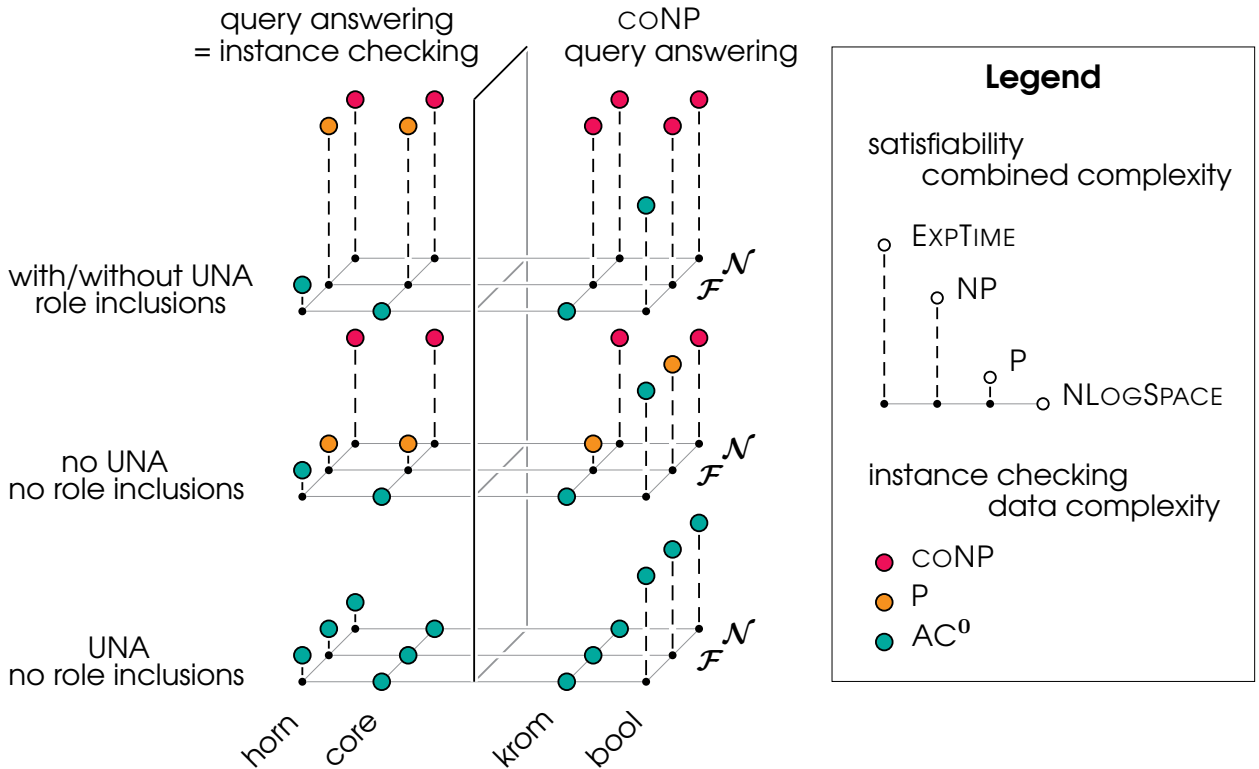 query answering
= instance checking
CONP
query answering
with/without UNA
role inclusions
𝓝
𝓕
no UNA
no role inclusions
𝓝
𝓕
UNA
no role inclusions
𝓝
𝓕
horn
core
krom
bool
Legend
satisfiability
combined complexity
EXPTIME
NP
P
NLOGSPACE
instance checking
data complexity
CONP
P
AC⁰